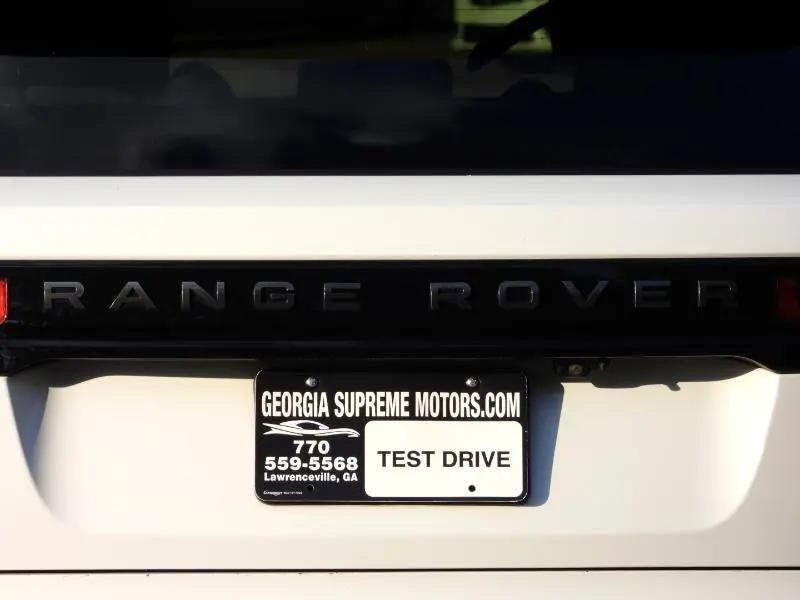 RANGE ROVER
GEORGIA SUPREME MOTORS.COM
770
559-5568
Lawrenceville, GA
TEST DRIVE